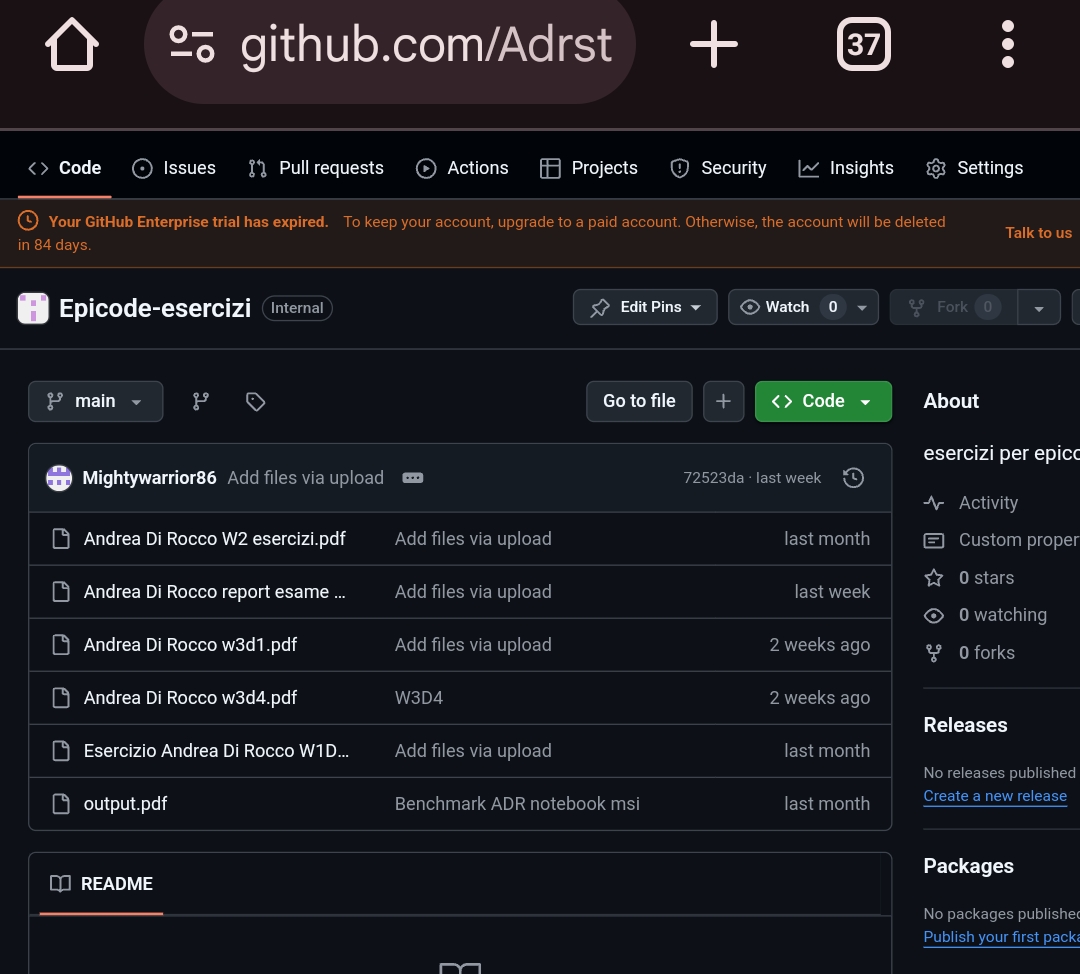 github.com/Adrst
37
Code Issues Pull requests Actions Projects Security Insights Settings
Your GitHub Enterprise trial has expired. To keep your account, upgrade to a paid account. Otherwise, the account will be deleted
in 84 days.
Talk to us
Epicode-esercizi Internal Edit Pins Watch 0 Fork 0
main Go to file Code
Mightywarrior86 Add files via upload 72523da · last week
Andrea Di Rocco W2 esercizi.pdf Add files via upload last month
Andrea Di Rocco report esame ... Add files via upload last week
Andrea Di Rocco w3d1.pdf Add files via upload 2 weeks ago
Andrea Di Rocco w3d4.pdf W3D4 2 weeks ago
Esercizio Andrea Di Rocco W1D... Add files via upload last month
output.pdf Benchmark ADR notebook msi last month
README
About
esercizi per epico
Activity
Custom proper
0 stars
0 watching
0 forks
Releases
No releases published
Create a new release
Packages
No packages published
Publish your first packa